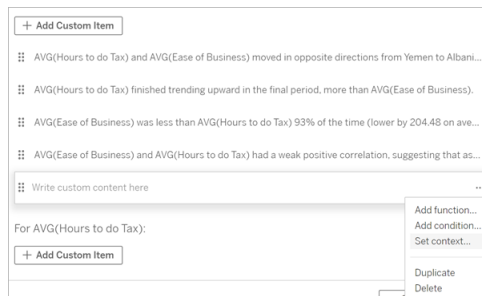 + Add Custom Item
AVG(Hours to do Tax) and AVG(Ease of Business) moved in opposite directions from Yemen to Albani...
AVG(Hours to do Tax) finished trending upward in the final period, more than AVG(Ease of Business).
AVG(Ease of Business) was less than AVG(Hours to do Tax) 93% of the time (lower by 204.48 on ave...
AVG(Ease of Business) and AVG(Hours to do Tax) had a weak positive correlation, suggesting that as...
Write custom content here
Add function...
Add condition...
For AVG(Hours to do Tax):
Set context...
+ Add Custom Item
Duplicate
Delete